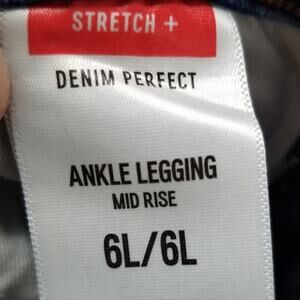 STRETCH +
DENIM PERFECT
ANKLE LEGGING
MID RISE
6L/6L